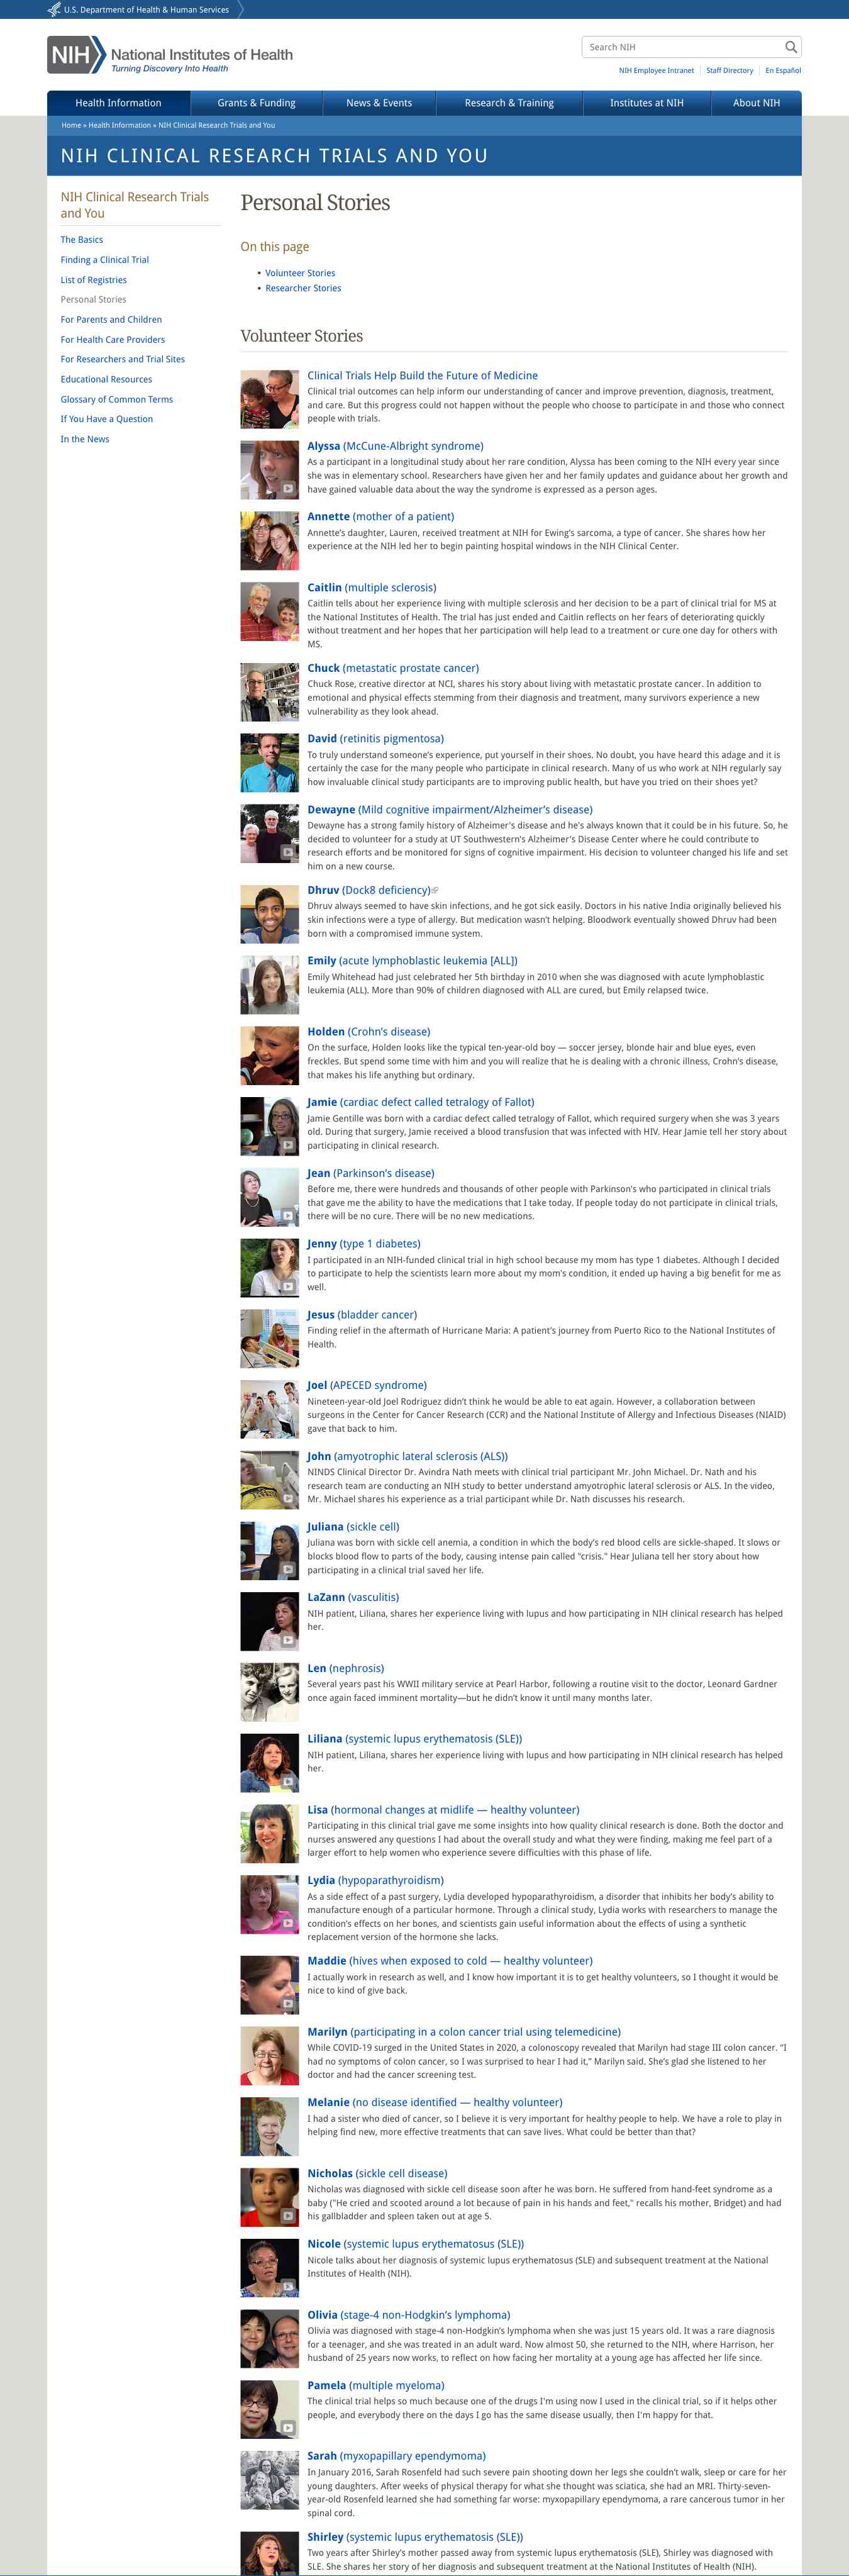 U.S. Department of Health & Human Services
NIH National Institutes of Health
Turning Discovery Into Health
Search NIH
NIH Employee Intranet
Staff Directory
En Español
Health Information
Grants & Funding
News & Events
Research & Training
Institutes at NIH
About NIH
Home » Health Information » NIH Clinical Research Trials and You
NIH CLINICAL RESEARCH TRIALS AND YOU
NIH Clinical Research Trials
and You
The Basics
Finding a Clinical Trial
List of Registries
Personal Stories
For Parents and Children
For Health Care Providers
For Researchers and Trial Sites
Educational Resources
Glossary of Common Terms
If You Have a Question
In the News
Personal Stories
On this page
• Volunteer Stories
• Researcher Stories
Volunteer Stories
Clinical Trials Help Build the Future of Medicine
Clinical trial outcomes can help inform our understanding of cancer and improve prevention, diagnosis, treatment,
and care. But this progress could not happen without the people who choose to participate in and those who connect
people with trials.
Alyssa (McCune-Albright syndrome)
As a participant in a longitudinal study about her rare condition, Alyssa has been coming to the NIH every year since
she was in elementary school. Researchers have given her and her family updates and guidance about her growth and
have gained valuable data about the way the syndrome is expressed as a person ages.
Annette (mother of a patient)
Annette's daughter, Lauren, received treatment at NIH for Ewing's sarcoma, a type of cancer. She shares how her
experience at the NIH led her to begin painting hospital windows in the NIH Clinical Center.
Caitlin (multiple sclerosis)
Caitlin tells about her experience living with multiple sclerosis and her decision to be a part of clinical trial for MS at
the National Institutes of Health. The trial has just ended and Caitlin reflects on her fears of deteriorating quickly
without treatment and her hopes that her participation will help lead to a treatment or cure one day for others with
MS.
Chuck (metastatic prostate cancer)
Chuck Rose, creative director at NCI, shares his story about living with metastatic prostate cancer. In addition to
emotional and physical effects stemming from their diagnosis and treatment, many survivors experience a new
vulnerability as they look ahead.
David (retinitis pigmentosa)
To truly understand someone's experience, put yourself in their shoes. No doubt, you have heard this adage and it is
certainly the case for the many people who participate in clinical research. Many of us who work at NIH regularly say
how invaluable clinical study participants are to improving public health, but have you tried on their shoes yet?
Dewayne (Mild cognitive impairment/Alzheimer's disease)
Dewayne has a strong family history of Alzheimer's disease and he's always known that it could be in his future. So, he
decided to volunteer for a study at UT Southwestern's Alzheimer's Disease Center where he could contribute to
research efforts and be monitored for signs of cognitive impairment. His decision to volunteer changed his life and set
him on a new course.
Dhruv (Dock8 deficiency)
Dhruv always seemed to have skin infections, and he got sick easily. Doctors in his native India originally believed his
skin infections were a type of allergy. But medication wasn't helping. Bloodwork eventually showed Dhruv had been
born with a compromised immune system.
Emily (acute lymphoblastic leukemia [ALL])
Emily Whitehead had just celebrated her 5th birthday in 2010 when she was diagnosed with acute lymphoblastic
leukemia (ALL). More than 90% of children diagnosed with ALL are cured, but Emily relapsed twice.
Holden (Crohn's disease)
On the surface, Holden looks like the typical ten-year-old boy — soccer jersey, blonde hair and blue eyes, even
freckles. But spend some time with him and you will realize that he is dealing with a chronic illness, Crohn's disease,
that makes his life anything but ordinary.
Jamie (cardiac defect called tetralogy of Fallot)
Jamie Gentille was born with a cardiac defect called tetralogy of Fallot, which required surgery when she was 3 years
old. During that surgery, Jamie received a blood transfusion that was infected with HIV. Hear Jamie tell her story about
participating in clinical research.
Jean (Parkinson's disease)
Before me, there were hundreds and thousands of other people with Parkinson's who participated in clinical trials
that gave me the ability to have the medications that I take today. If people today do not participate in clinical trials,
there will be no cure. There will be no new medications.
Jenny (type 1 diabetes)
I participated in an NIH-funded clinical trial in high school because my mom has type 1 diabetes. Although I decided
to participate to help the scientists learn more about my mom's condition, it ended up having a big benefit for me as
well.
Jesus (bladder cancer)
Finding relief in the aftermath of Hurricane Maria: A patient's journey from Puerto Rico to the National Institutes of
Health.
Joel (APECED syndrome)
Nineteen-year-old Joel Rodriguez didn't think he would be able to eat again. However, a collaboration between
surgeons in the Center for Cancer Research (CCR) and the National Institute of Allergy and Infectious Diseases (NIAID)
gave that back to him.
John (amyotrophic lateral sclerosis (ALS))
NINDS Clinical Director Dr. Avindra Nath meets with clinical trial participant Mr. John Michael. Dr. Nath and his
research team are conducting an NIH study to better understand amyotrophic lateral sclerosis or ALS. In the video,
Mr. Michael shares his experience as a trial participant while Dr. Nath discusses his research.
Juliana (sickle cell)
Juliana was born with sickle cell anemia, a condition in which the body's red blood cells are sickle-shaped. It slows or
blocks blood flow to parts of the body, causing intense pain called "crisis." Hear Juliana tell her story about how
participating in a clinical trial saved her life.
LaZann (vasculitis)
NIH patient, Liliana, shares her experience living with lupus and how participating in NIH clinical research has helped
her.
Len (nephrosis)
Several years past his WWII military service at Pearl Harbor, following a routine visit to the doctor, Leonard Gardner
once again faced imminent mortality—but he didn't know it until many months later.
Liliana (systemic lupus erythematosis (SLE))
NIH patient, Liliana, shares her experience living with lupus and how participating in NIH clinical research has helped
her.
Lisa (hormonal changes at midlife — healthy volunteer)
Participating in this clinical trial gave me some insights into how quality clinical research is done. Both the doctor and
nurses answered any questions I had about the overall study and what they were finding, making me feel part of a
larger effort to help women who experience severe difficulties with this phase of life.
Lydia (hypoparathyroidism)
As a side effect of a past surgery, Lydia developed hypoparathyroidism, a disorder that inhibits her body's ability to
manufacture enough of a particular hormone. Through a clinical study, Lydia works with researchers to manage the
condition's effects on her bones, and scientists gain useful information about the effects of using a synthetic
replacement version of the hormone she lacks.
Maddie (hives when exposed to cold — healthy volunteer)
I actually work in research as well, and I know how important it is to get healthy volunteers, so I thought it would be
nice to kind of give back.
Marilyn (participating in a colon cancer trial using telemedicine)
While COVID-19 surged in the United States in 2020, a colonoscopy revealed that Marilyn had stage III colon cancer. "I
had no symptoms of colon cancer, so I was surprised to hear I had it," Marilyn said. She's glad she listened to her
doctor and had the cancer screening test.
Melanie (no disease identified — healthy volunteer)
I had a sister who died of cancer, so I believe it is very important for healthy people to help. We have a role to play in
helping find new, more effective treatments that can save lives. What could be better than that?
Nicholas (sickle cell disease)
Nicholas was diagnosed with sickle cell disease soon after he was born. He suffered from hand-feet syndrome as a
baby ("He cried and scooted around a lot because of pain in his hands and feet," recalls his mother, Bridget) and had
his gallbladder and spleen taken out at age 5.
Nicole (systemic lupus erythematosus (SLE))
Nicole talks about her diagnosis of systemic lupus erythematosus (SLE) and subsequent treatment at the National
Institutes of Health (NIH).
Olivia (stage-4 non-Hodgkin's lymphoma)
Olivia was diagnosed with stage-4 non-Hodgkin's lymphoma when she was just 15 years old. It was a rare diagnosis
for a teenager, and she was treated in an adult ward. Now almost 50, she returned to the NIH, where Harrison, her
husband of 25 years now works, to reflect on how facing her mortality at a young age has affected her life since.
Pamela (multiple myeloma)
The clinical trial helps so much because one of the drugs I'm using now I used in the clinical trial, so if it helps other
people, and everybody there on the days I go has the same disease usually, then I'm happy for that.
Sarah (myxopapillary ependymoma)
In January 2016, Sarah Rosenfeld had such severe pain shooting down her legs she couldn't walk, sleep or care for her
young daughters. After weeks of physical therapy for what she thought was sciatica, she had an MRI. Thirty-seven-
year-old Rosenfeld learned she had something far worse: myxopapillary ependymoma, a rare cancerous tumor in her
spinal cord.
Shirley (systemic lupus erythematosis (SLE))
Two years after Shirley's mother passed away from systemic lupus erythematosis (SLE), Shirley was diagnosed with
SLE. She shares her story of her diagnosis and subsequent treatment at the National Institutes of Health (NIH).